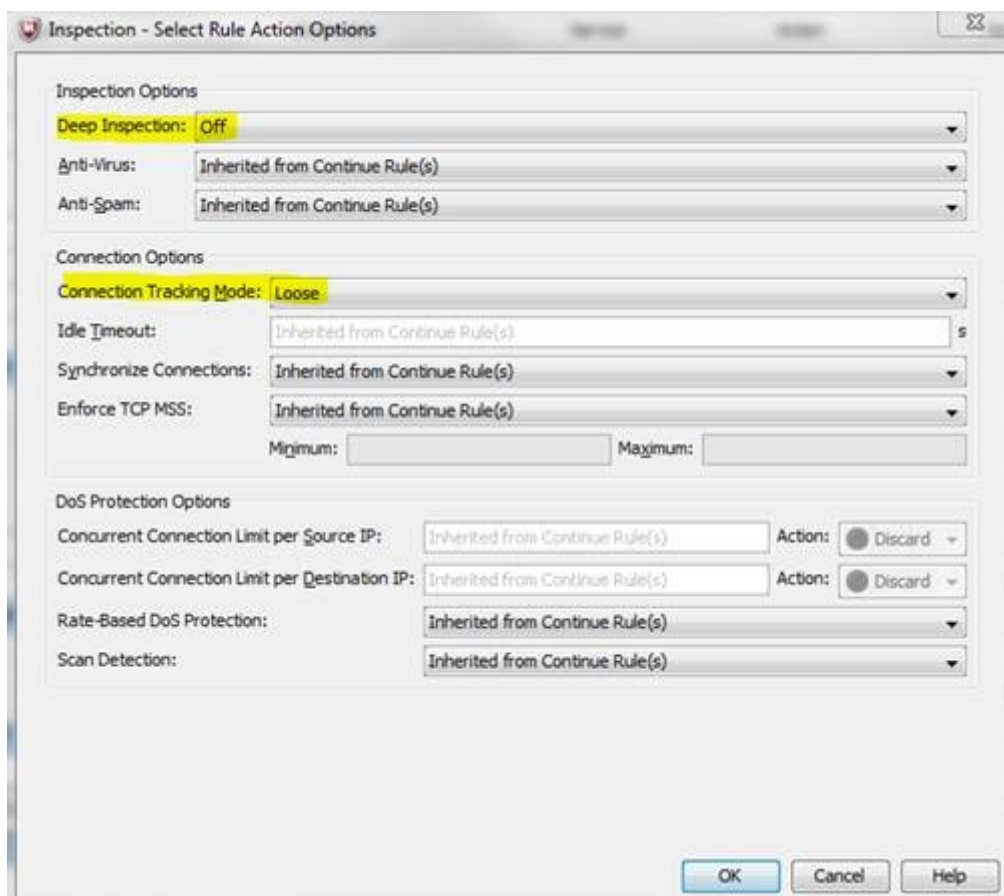 Inspection - Select Rule Action Options
Inspection Options
Deep Inspection: Off
Anti-Virus: Inherited from Continue Rule(s)
Anti-Spam: Inherited from Continue Rule(s)
Connection Options
Connection Tracking Mode: Loose
Idle Timeout: Inherited from Continue Rule(s) s
Synchronize Connections: Inherited from Continue Rule(s)
Enforce TCP MSS: Inherited from Continue Rule(s)
Minimum: Maximum:
DoS Protection Options
Concurrent Connection Limit per Source IP: Inherited from Continue Rule(s) Action: Discard
Concurrent Connection Limit per Destination IP: Inherited from Continue Rule(s) Action: Discard
Rate-Based DoS Protection: Inherited from Continue Rule(s)
Scan Detection: Inherited from Continue Rule(s)
OK Cancel Help